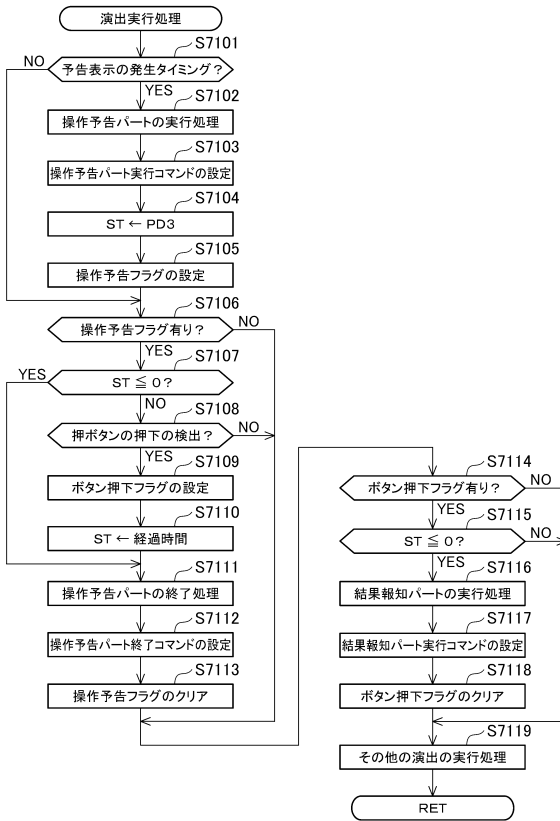 演出実行処理
S7101
予告表示の発生タイミング?
NO
YES
S7102
操作予告パートの実行処理
S7103
操作予告パート実行コマンドの設定
S7104
ST ← PD3
S7105
操作予告フラグの設定
S7106
操作予告フラグ有り?
NO
YES
S7107
YES
ST ≦ 0?
NO
S7108
押ボタンの押下の検出?
NO
YES
S7109
ボタン押下フラグの設定
S7110
ST ← 経過時間
S7111
操作予告パートの終了処理
S7112
操作予告パート終了コマンドの設定
S7113
操作予告フラグのクリア
S7114
ボタン押下フラグ有り?
NO
YES
S7115
ST ≦ 0?
NO
YES
S7116
結果報知パートの実行処理
S7117
結果報知パート実行コマンドの設定
S7118
ボタン押下フラグのクリア
S7119
その他の演出の実行処理
RET